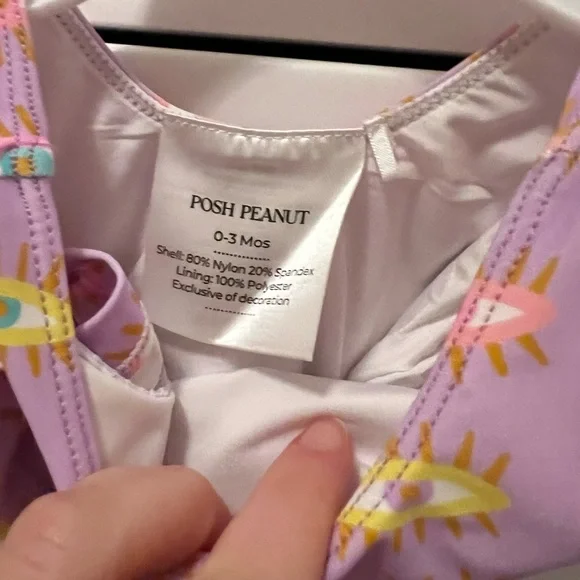 POSH PEANUT
0-3 Mos
Shell: 80% Nylon 20% Spandex
Lining: 100% Polyester
Exclusive of decoration